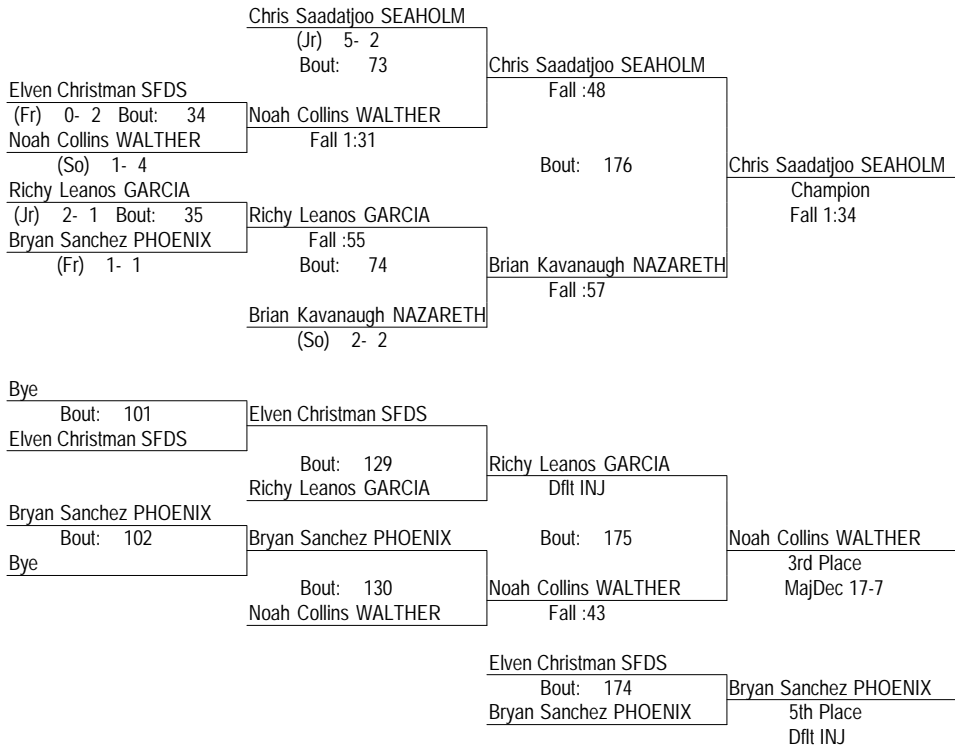 Chris Saadatjoo SEAHOLM
(Jr) 5- 2
Bout: 73
Chris Saadatjoo SEAHOLM
Elven Christman SFDS
Fall :48
(Fr) 0- 2 Bout: 34
Noah Collins WALTHER
Noah Collins WALTHER
Fall 1:31
(So) 1- 4
Bout: 176
Chris Saadatjoo SEAHOLM
Richy Leanos GARCIA
Champion
(Jr) 2- 1 Bout: 35
Richy Leanos GARCIA
Fall 1:34
Bryan Sanchez PHOENIX
Fall :55
(Fr) 1- 1
Bout: 74
Brian Kavanaugh NAZARETH
Fall :57
Brian Kavanaugh NAZARETH
(So) 2- 2
Bye
Bout: 101
Elven Christman SFDS
Elven Christman SFDS
Bout: 129
Richy Leanos GARCIA
Richy Leanos GARCIA
Dflt INJ
Bryan Sanchez PHOENIX
Bout: 102
Bryan Sanchez PHOENIX
Bout: 175
Noah Collins WALTHER
Bye
3rd Place
Bout: 130
Noah Collins WALTHER
MajDec 17-7
Noah Collins WALTHER
Fall :43
Elven Christman SFDS
Bout: 174
Bryan Sanchez PHOENIX
Bryan Sanchez PHOENIX
5th Place
Dflt INJ